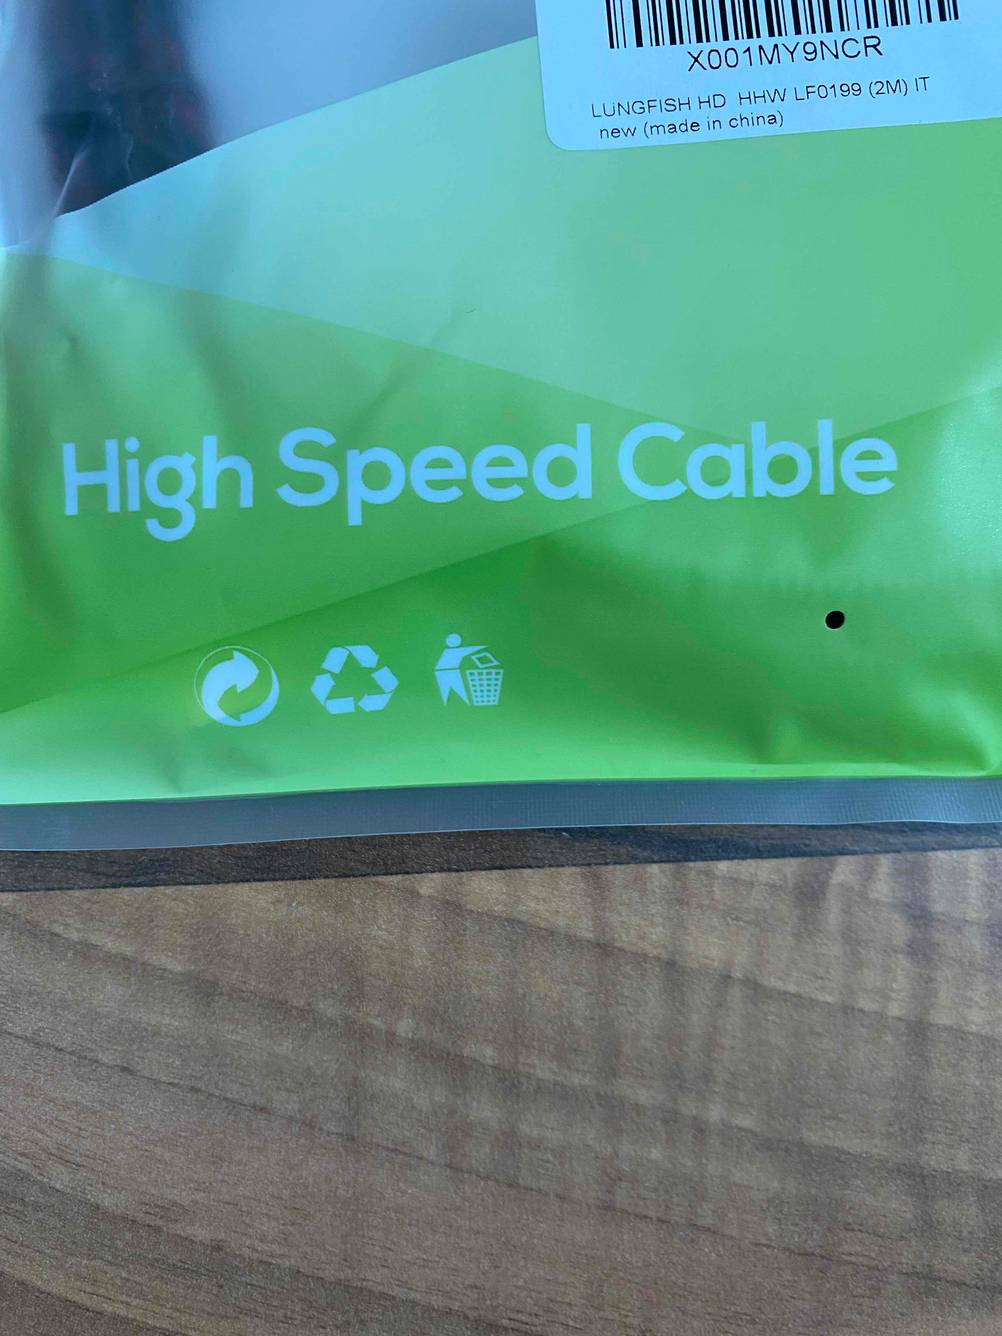 X001MY9NCR
LUNGFISH HD HHW LF0199 (2M) IT
new (made in china)
High Speed Cable